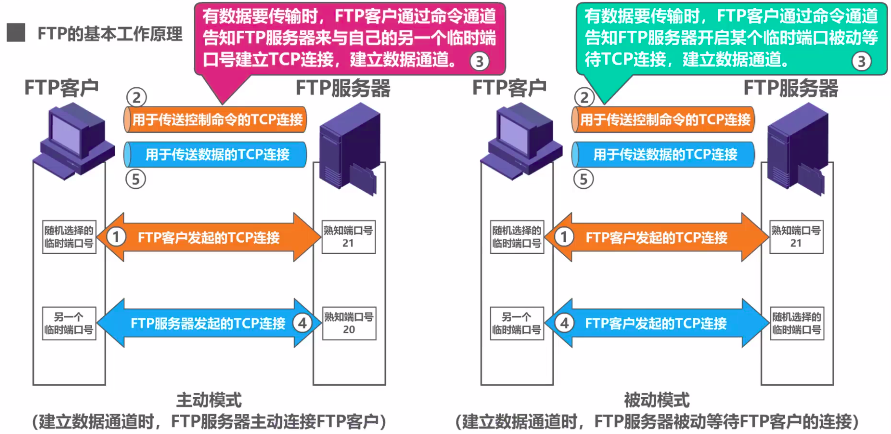 FTP的基本工作原理
有数据要传输时，FTP客户通过命令通道
告知FTP服务器来与自己的另一个临时端
口号建立TCP连接，建立数据通道。 ③
FTP客户
FTP服务器
②
用于传送控制命令的TCP连接
用于传送数据的TCP连接
⑤
随机选择的
临时端口号
① FTP客户发起的TCP连接
熟知端口号
21
另一个
临时端口号
FTP服务器发起的TCP连接 ④
熟知端口号
20
主动模式
（建立数据通道时，FTP服务器主动连接FTP客户）
有数据要传输时，FTP客户通过命令通道
告知FTP服务器开启某个临时端口被动等
待TCP连接，建立数据通道。 ③
FTP客户
FTP服务器
②
用于传送控制命令的TCP连接
用于传送数据的TCP连接
⑤
随机选择的
临时端口号
① FTP客户发起的TCP连接
熟知端口号
21
另一个
临时端口号
④ FTP客户发起的TCP连接
随机选择的
临时端口号
被动模式
（建立数据通道时，FTP服务器被动等待FTP客户的连接）